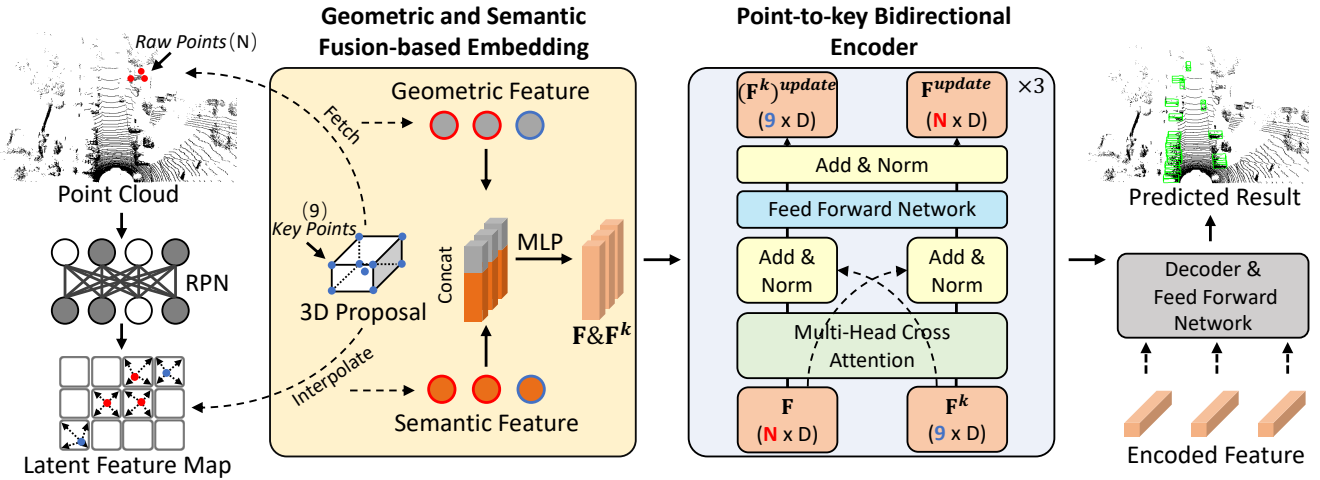 Raw Points(N)
Point Cloud
RPN
Latent Feature Map
Geometric and Semantic
Fusion-based Embedding
Fetch
Geometric Feature
(9)
Key Points
3D Proposal
Concat
MLP
F&F^k
Interpolate
Semantic Feature
Point-to-key Bidirectional
Encoder
×3
(F^k)^update
(9 x D)
F^update
(N x D)
Add & Norm
Feed Forward Network
Add &
Norm
Add &
Norm
Multi-Head Cross
Attention
F
(N x D)
F^k
(9 x D)
Predicted Result
Decoder &
Feed Forward
Network
Encoded Feature